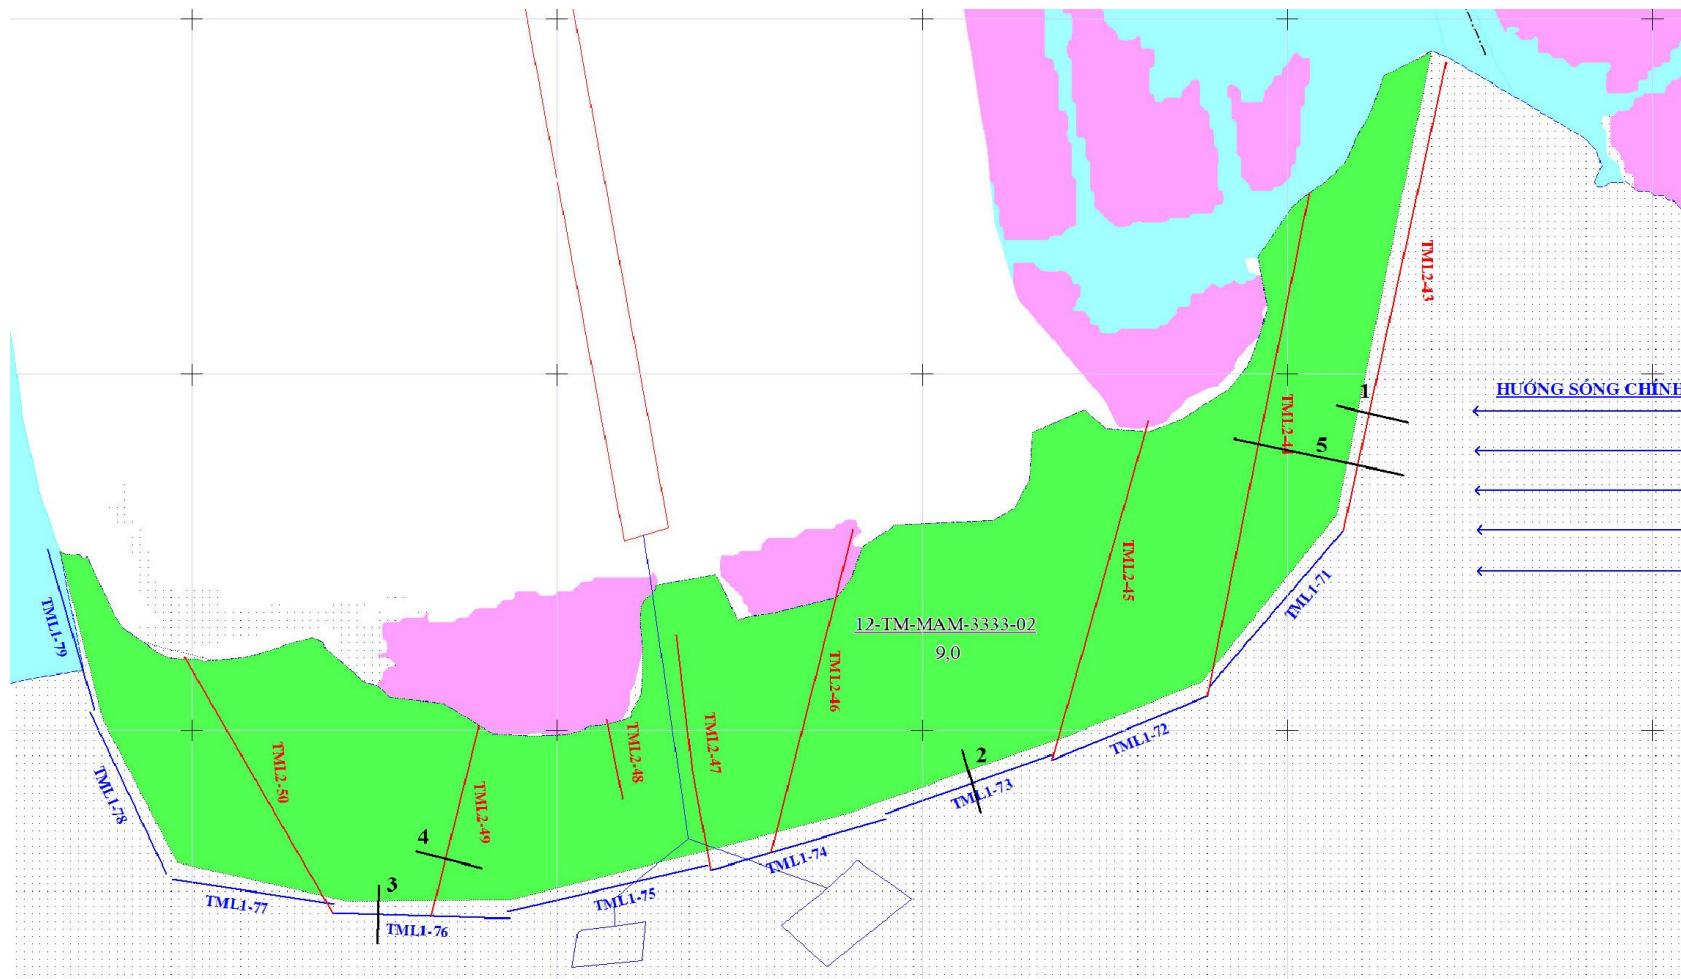 TML2-43
1
HƯỚNG SÓNG CHÍNH
TML2-44
5
TML2-45
TML1-71
TML1-79
12-TM-MAM-3333-02
9,0
TML2-46
TML2-47
TML2-48
TML1-72
2
TML1-73
TML2-50
TML1-78
TML2-49
4
TML1-74
3
TML1-75
TML1-77
TML1-76